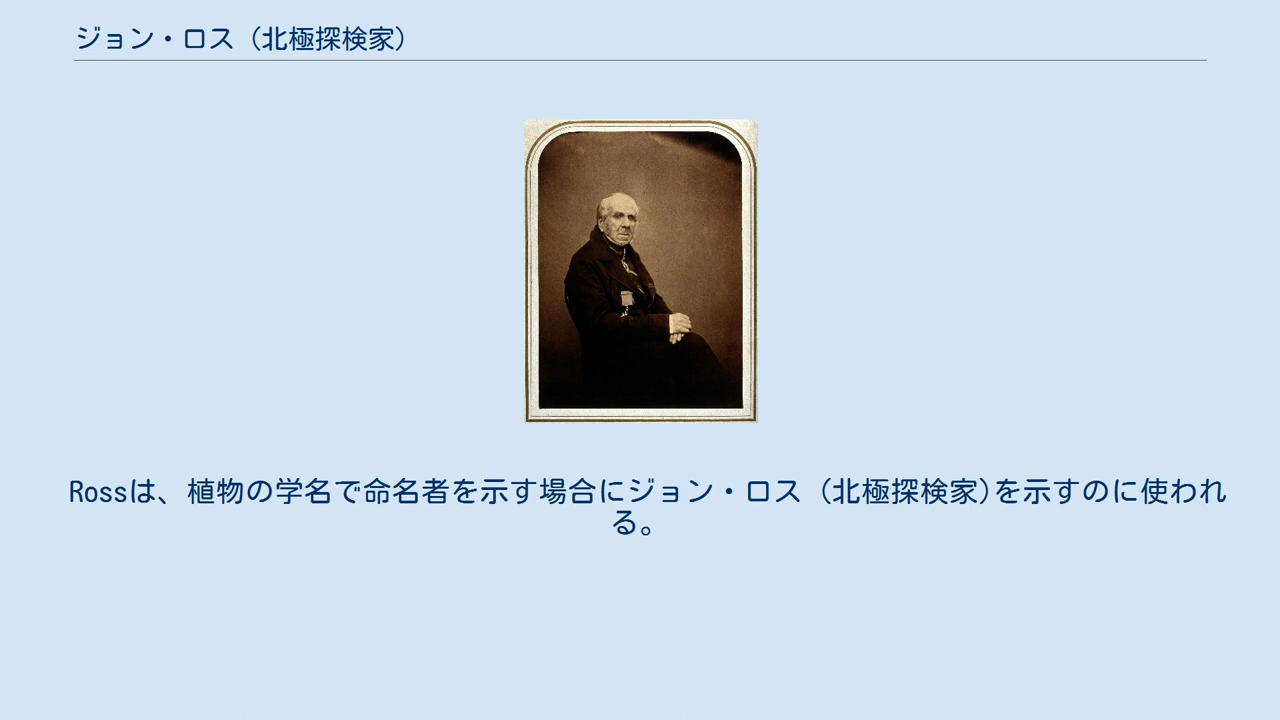 ジョン・ロス (北極探検家)
Rossは、植物の学名で命名者を示す場合にジョン・ロス (北極探検家)を示すのに使われ
る。